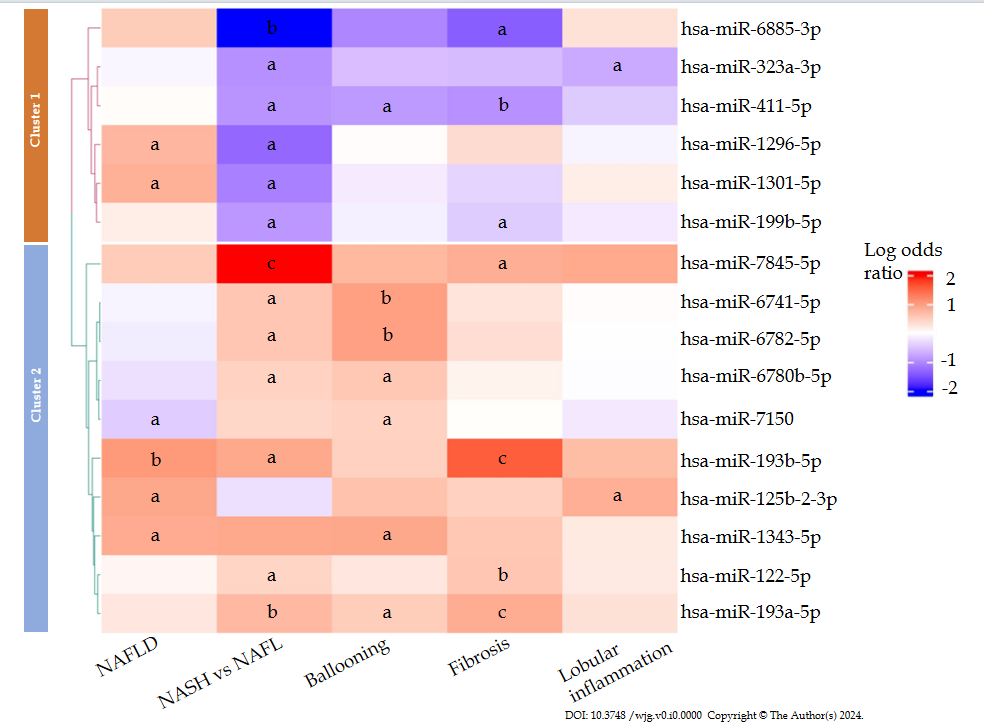 Cluster 1
b a hsa-miR-6885-3p
a a hsa-miR-323a-3p
a a b hsa-miR-411-5p
a a hsa-miR-1296-5p
a a hsa-miR-1301-5p
a a hsa-miR-199b-5p
Cluster 2
c a hsa-miR-7845-5p
a b hsa-miR-6741-5p
a b hsa-miR-6782-5p
a a hsa-miR-6780b-5p
a a hsa-miR-7150
b a c hsa-miR-193b-5p
a a hsa-miR-125b-2-3p
a a hsa-miR-1343-5p
a b hsa-miR-122-5p
b a c hsa-miR-193a-5p
NAFLD
NASH vs NAFL
Ballooning
Fibrosis
Lobular
inflammation
Log odds
ratio
2
1
-1
-2
DOI: 10.3748 /wjg.v0.i0.0000 Copyright © The Author(s) 2024.